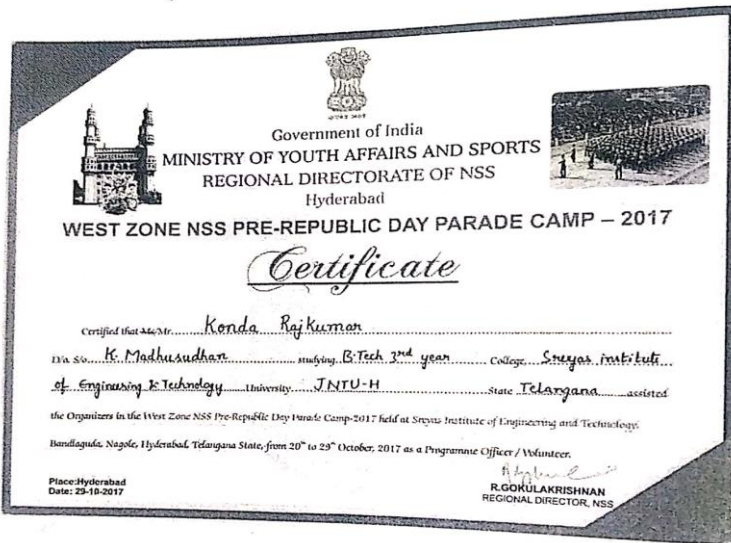 Government of India
MINISTRY OF YOUTH AFFAIRS AND SPORTS
REGIONAL DIRECTORATE OF NSS
Hyderabad
WEST ZONE NSS PRE-REPUBLIC DAY PARADE CAMP – 2017
Certificate
Certified that Ms/Mr. Konda Rajkumar
D/o. S/o. K. Madhusudhan studying B.Tech 3rd year College Sreyas institute
of Engineering & Technology University JNTU-H State Telangana assisted
the Organizers in the West Zone NSS Pre-Republic Day Parade Camp-2017 held at Sreyas Institute of Engineering and Technology,
Bandlaguda, Nagole, Hyderabad, Telangana State, from 20th to 29th October, 2017 as a Programme Officer / Volunteer.
Place:Hyderabad
Date: 29-10-2017
R.GOKULAKRISHNAN
REGIONAL DIRECTOR, NSS